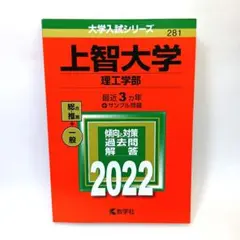 大学入試シリーズ
281
上智大学
理工学部
最近3カ年
サンプル問題
総合
推薦
一般
傾向と対策
過去問
解答
2022
教学社